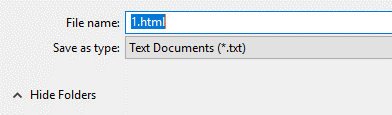 File name: 1.html
Save as type: Text Documents (*.txt)
Hide Folders